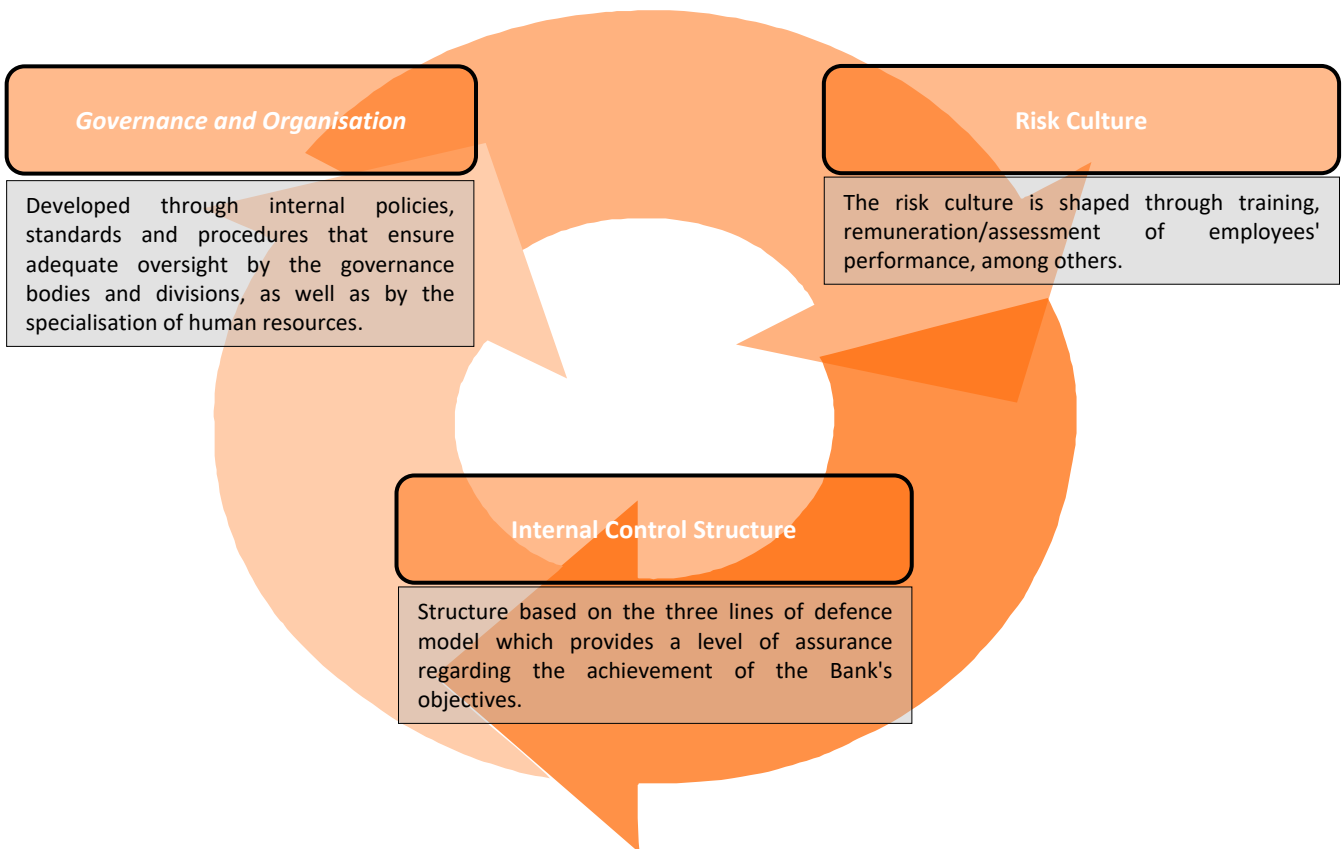 Governance and Organisation
Developed through internal policies,
standards and procedures that ensure
adequate oversight by the governance
bodies and divisions, as well as by the
specialisation of human resources.
Risk Culture
The risk culture is shaped through training,
remuneration/assessment of employees'
performance, among others.
Internal Control Structure
Structure based on the three lines of defence
model which provides a level of assurance
regarding the achievement of the Bank's
objectives.